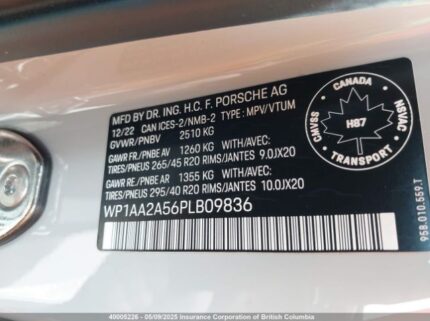 MFD BY DR. ING. H.C. F. PORSCHE AG
12/22 CAN ICES-2/NMB-2 TYPE: MPV/VTUM
GVWR/PNBV 2510 KG
GAWR FR./PNBE AV 1260 KG WITH/AVEC:
TIRES/PNEUS 265/45 R20 RIMS/JANTES 9.0JX20
GAWR RR./PNBE AR 1355 KG WITH/AVEC:
TIRES/PNEUS 295/40 R20 RIMS/JANTES 10.0JX20
WP1AA2A56PLB09836
CANADA
CMVSS
H87
NSVAC
TRANSPORT
958.010.559.T
40005226 - 05/09/2025 Insurance Corporation of British Columbia